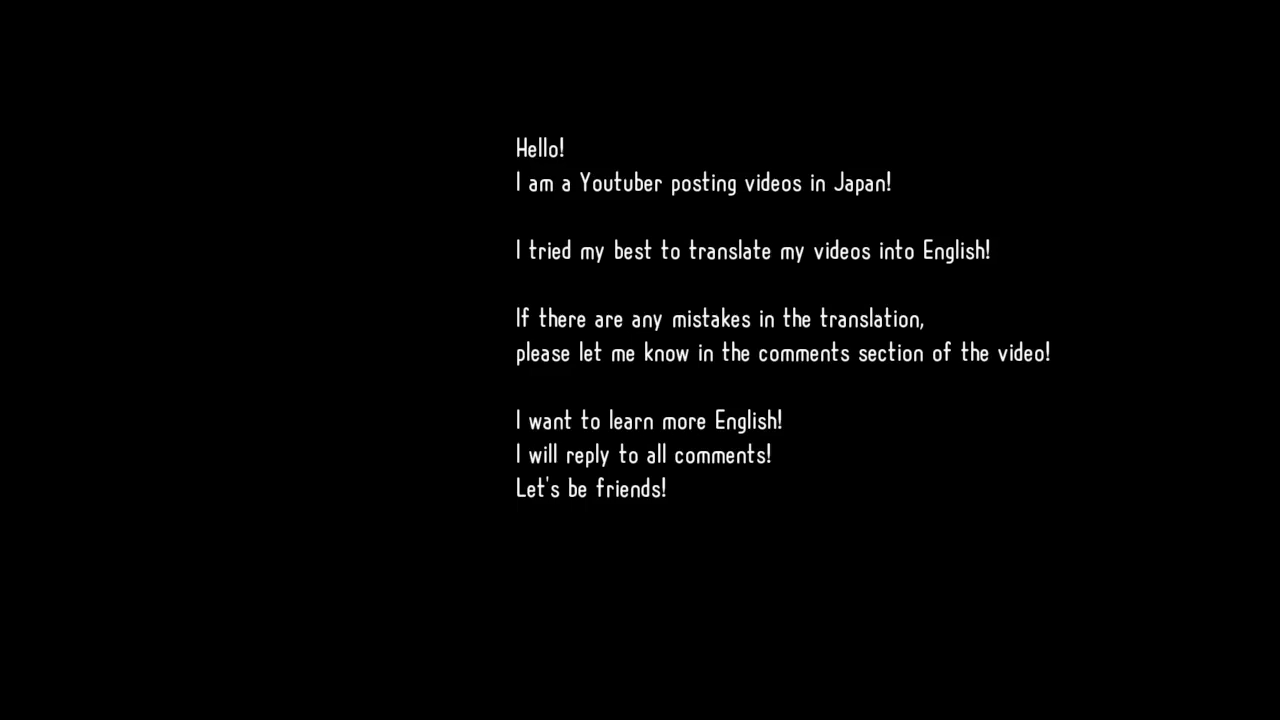 Hello!
I am a Youtuber posting videos in Japan!
I tried my best to translate my videos into English!
If there are any mistakes in the translation,
please let me know in the comments section of the video!
I want to learn more English!
I will reply to all comments!
Let's be friends!